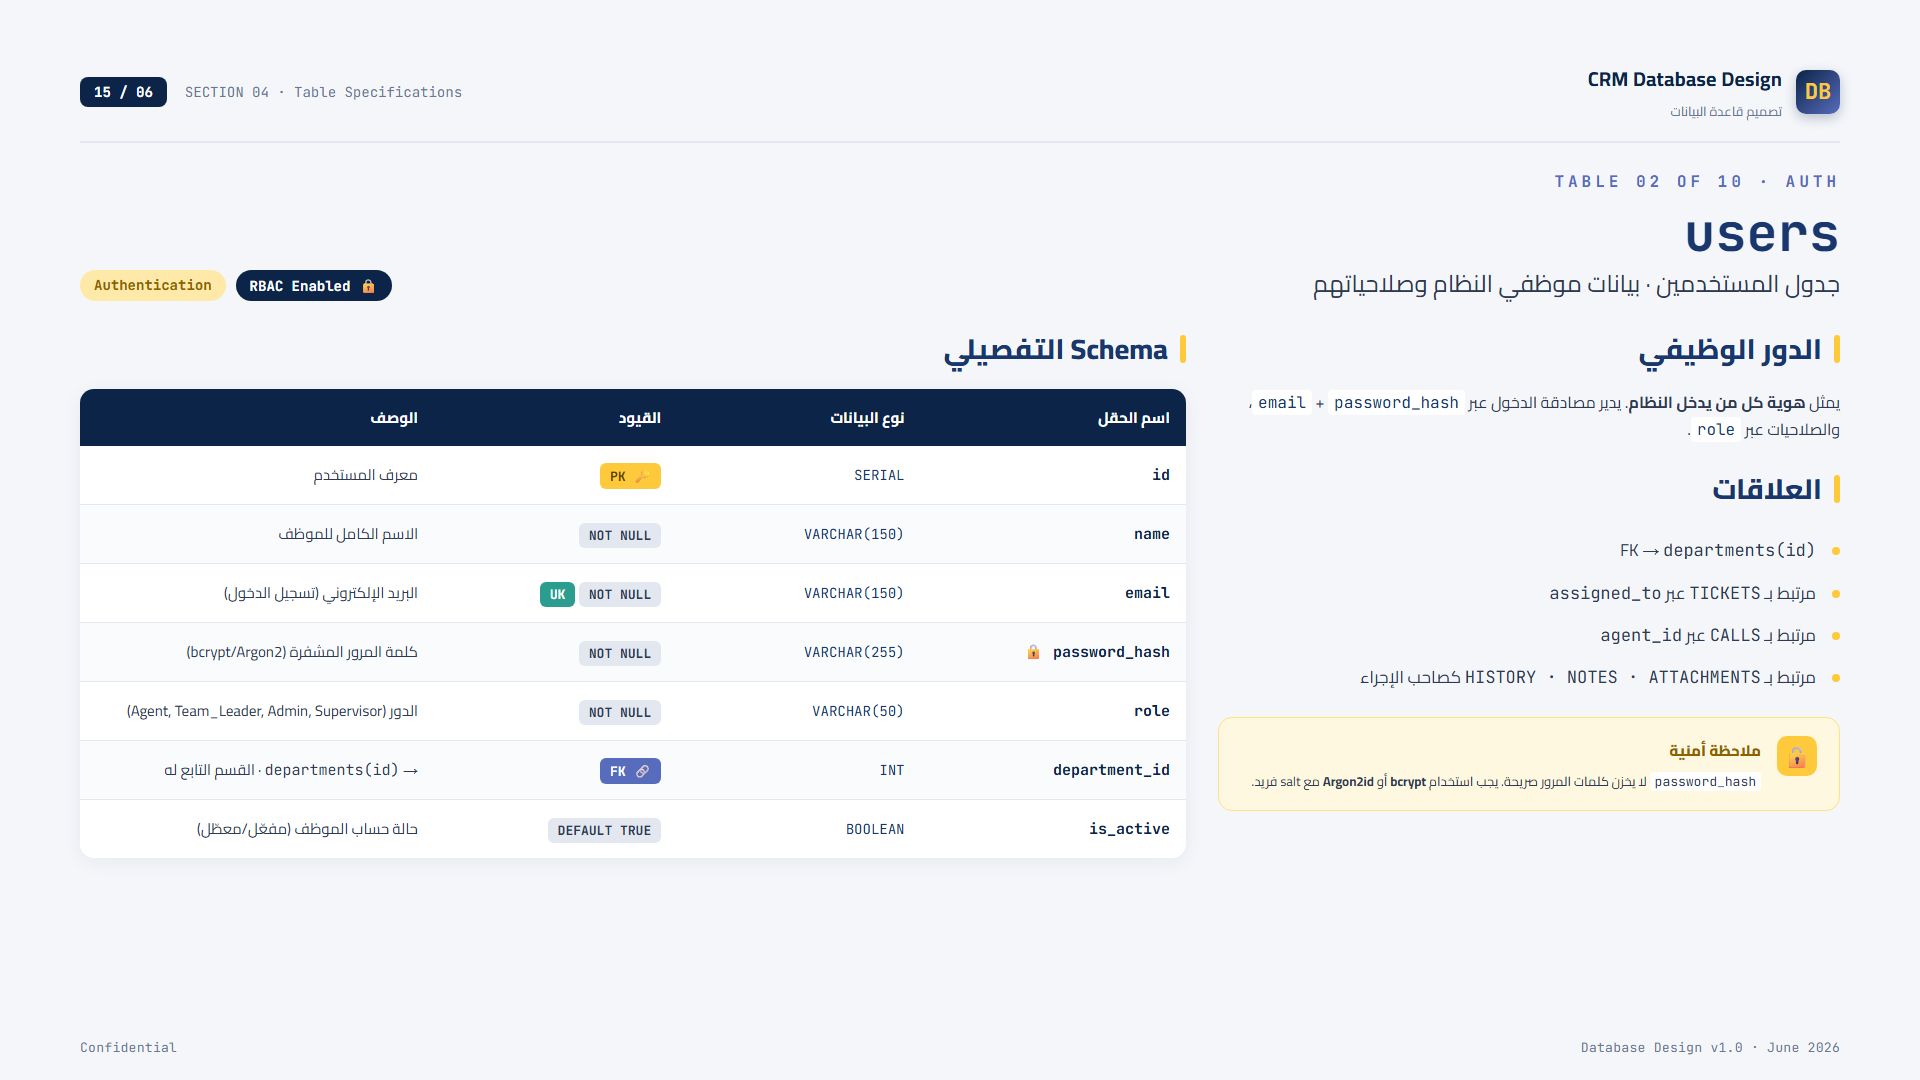 CRM Database Design
تصميم قاعدة البيانات
DB
15 / 06
SECTION 04 · Table Specifications
TABLE 02 OF 10 · AUTH
users
جدول المستخدمين · بيانات موظفي النظام وصلاحياتهم
RBAC Enabled 🔒
Authentication
الدور الوظيفي
يمثل هوية كل من يدخل النظام. يدير مصادقة الدخول عبر email + password_hash،
والصلاحيات عبر role.
العلاقات
FK → departments(id)
مرتبط بـ TICKETS عبر assigned_to
مرتبط بـ CALLS عبر agent_id
مرتبط بـ HISTORY · NOTES · ATTACHMENTS كصاحب الإجراء
ملاحظة أمنية
password_hash لا يخزن كلمات المرور صريحة. يجب استخدام bcrypt أو Argon2id مع salt فريد.
Schema التفصيلي
اسم الحقل نوع البيانات القيود الوصف
id SERIAL PK 🔑 معرف المستخدم
name VARCHAR(150) NOT NULL الاسم الكامل للموظف
email VARCHAR(150) NOT NULL UK البريد الإلكتروني (تسجيل الدخول)
password_hash 🔒 VARCHAR(255) NOT NULL كلمة المرور المشفرة (bcrypt/Argon2)
role VARCHAR(50) NOT NULL الدور (Agent, Team_Leader, Admin, Supervisor)
department_id INT FK 🔗 → departments(id) · القسم التابع له
is_active BOOLEAN DEFAULT TRUE حالة حساب الموظف (مفعّل/معطّل)
Database Design v1.0 · June 2026
Confidential